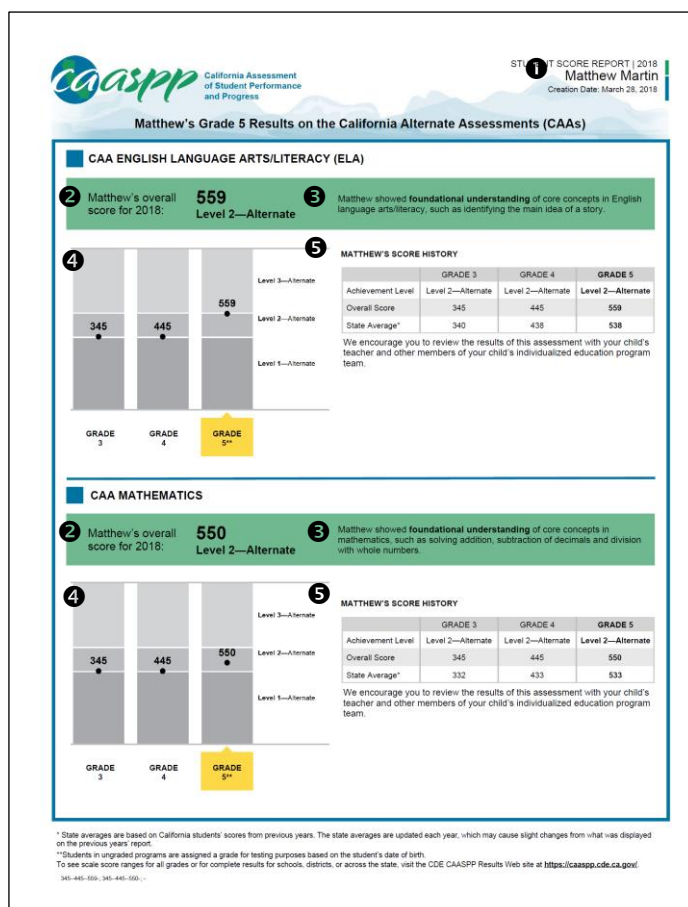 caaspp
California Assessment
of Student Performance
and Progress
STUDENT SCORE REPORT | 2018
1
Matthew Martin
Creation Date: March 28, 2018
Matthew's Grade 5 Results on the California Alternate Assessments (CAAs)
CAA ENGLISH LANGUAGE ARTS/LITERACY (ELA)
2 Matthew's overall
score for 2018:
559
Level 2—Alternate
3 Matthew showed foundational understanding of core concepts in English
language arts/literacy, such as identifying the main idea of a story.
4
345
445
559
Level 3—Alternate
Level 2—Alternate
Level 1—Alternate
GRADE
3
GRADE
4
GRADE
5**
5
MATTHEW'S SCORE HISTORY
GRADE 3 GRADE 4 GRADE 5
Achievement Level Level 2—Alternate Level 2—Alternate Level 2—Alternate
Overall Score 345 445 559
State Average* 340 438 538
We encourage you to review the results of this assessment with your child's
teacher and other members of your child's individualized education program
team.
CAA MATHEMATICS
2 Matthew's overall
score for 2018:
550
Level 2—Alternate
3 Matthew showed foundational understanding of core concepts in
mathematics, such as solving addition, subtraction of decimals and division
with whole numbers.
4
345
445
550
Level 3—Alternate
Level 2—Alternate
Level 1—Alternate
GRADE
3
GRADE
4
GRADE
5**
5
MATTHEW'S SCORE HISTORY
GRADE 3 GRADE 4 GRADE 5
Achievement Level Level 2—Alternate Level 2—Alternate Level 2—Alternate
Overall Score 345 445 550
State Average* 332 433 533
We encourage you to review the results of this assessment with your child's
teacher and other members of your child's individualized education program
team.
* State averages are based on California students' scores from previous years. The state averages are updated each year, which may cause slight changes from what was displayed
on the previous years' report.
**Students in ungraded programs are assigned a grade for testing purposes based on the student's date of birth.
To see scale score ranges for all grades or for complete results for schools, districts, or across the state, visit the CDE CAASPP Results Web site at https://caaspp.cde.ca.gov/.
345-445-559-; 345-445-550-; -